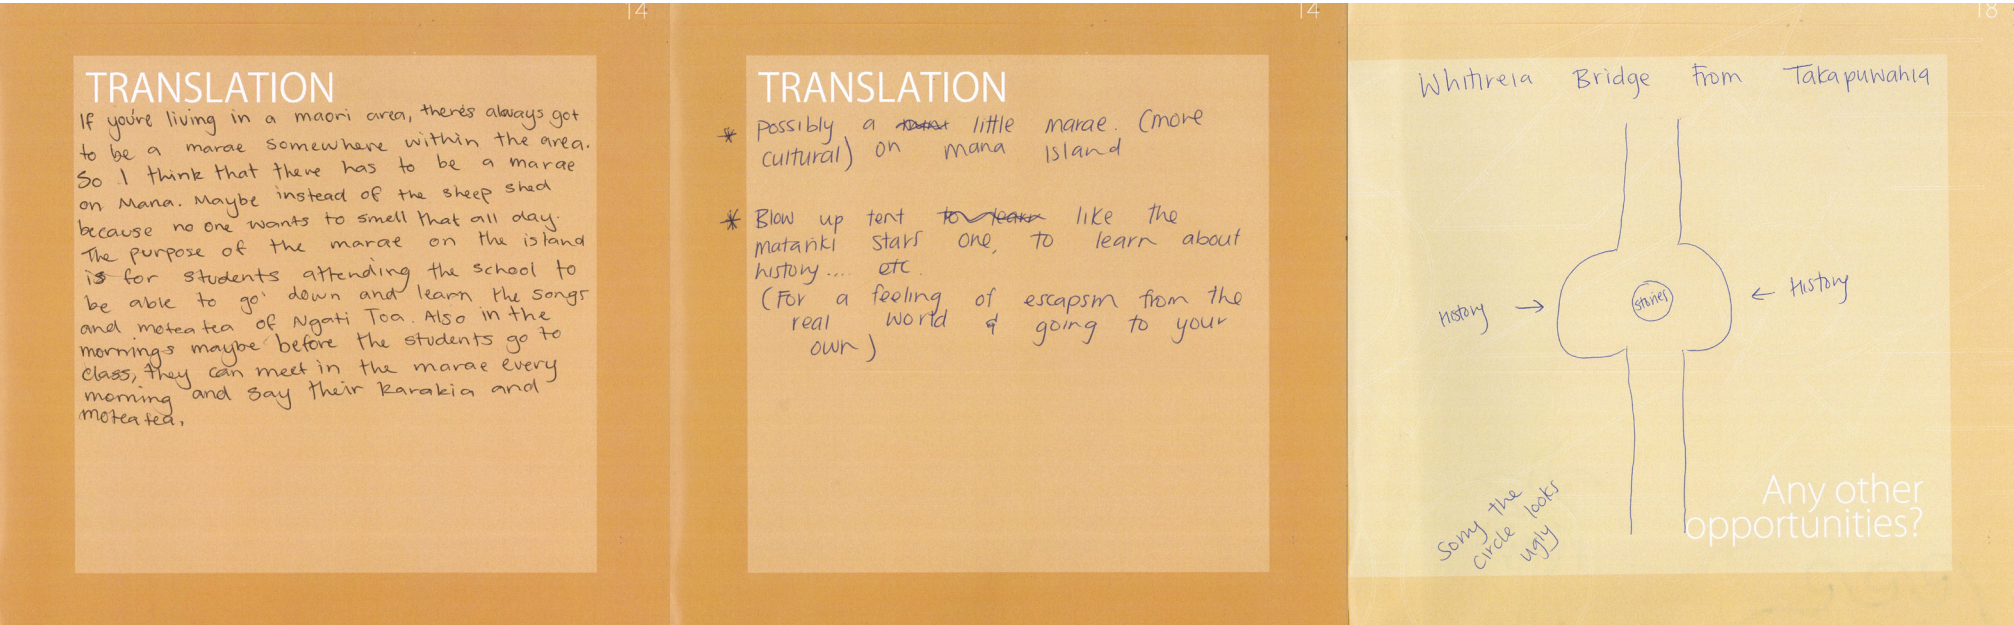 14
TRANSLATION
If you're living in a maori area, there's always got
to be a marae somewhere within the area.
So I think that there has to be a marae
on Mana. Maybe instead of the sheep shed
because no one wants to smell that all day.
The purpose of the marae on the island
is for students attending the school to
be able to go down and learn the songs
and motea tea of Ngati Toa. Also in the
mornings maybe before the students go to
class, they can meet in the marae every
morning and say their karakia and
motea tea.
14
TRANSLATION
* Possibly a little marae. (more
cultural) on mana Island
* Blow up tent like the
matariki stars one, to learn about
history.... etc.
(For a feeling of escapsm from the
real world & going to your
own)
18
Whitireia Bridge From Takapuwahia
History →
stories
← History
Sorry the
circle looks
ugly
Any other
opportunities?